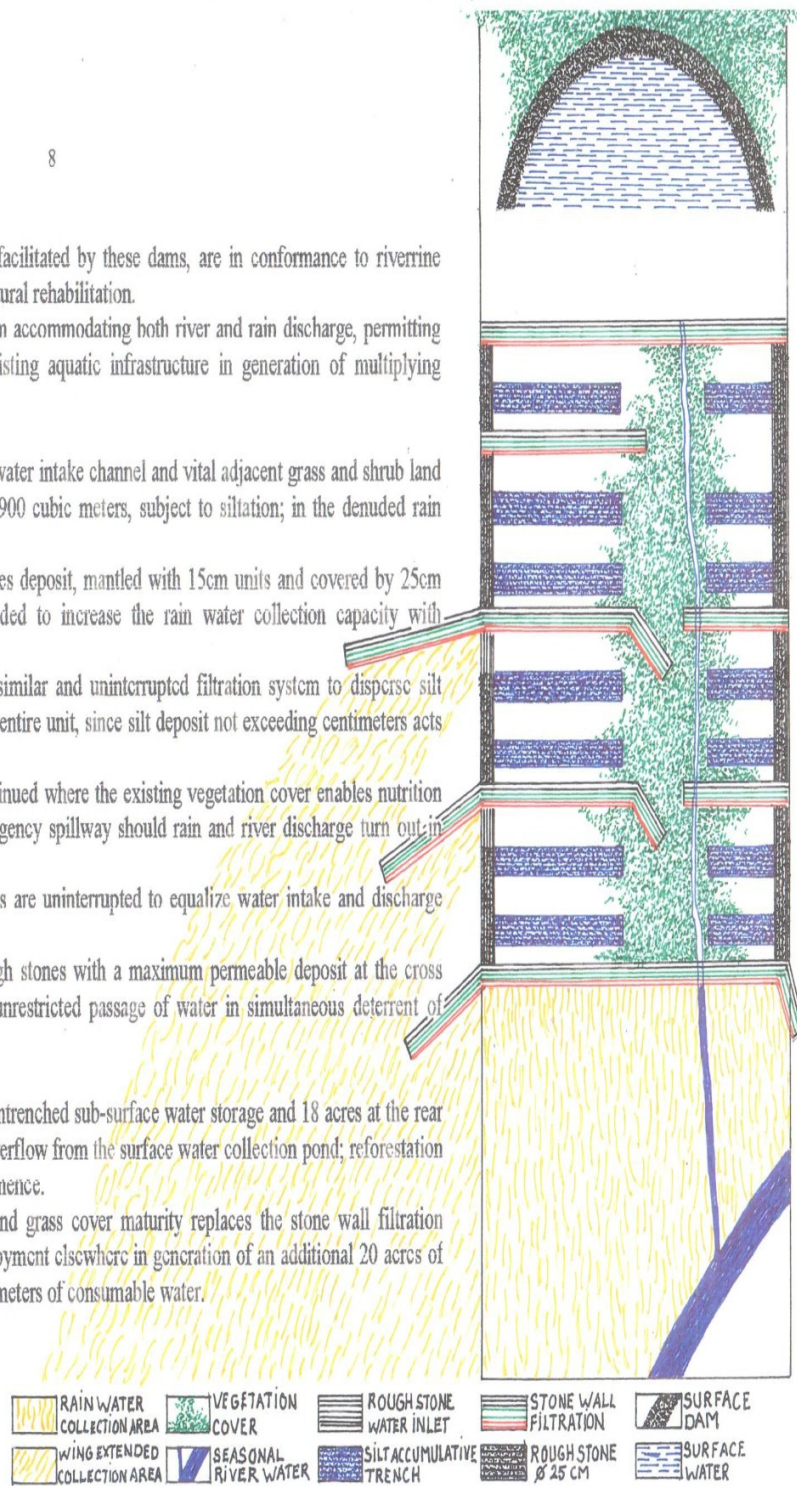 8
facilitated by these dams, are in conformance to riverrine
ural rehabilitation.
n accommodating both river and rain discharge, permitting
isting aquatic infrastructure in generation of multiplying
water intake channel and vital adjacent grass and shrub land
900 cubic meters, subject to siltation; in the denuded rain
es deposit, mantled with 15cm units and covered by 25cm
ded to increase the rain water collection capacity with
similar and uninterrupted filtration system to disperse silt
entire unit, since silt deposit not exceeding centimeters acts
inued where the existing vegetation cover enables nutrition
gency spillway should rain and river discharge turn out in
s are uninterrupted to equalize water intake and discharge
gh stones with a maximum permeable deposit at the cross
unrestricted passage of water in simultaneous deterrent of
ntrenched sub-surface water storage and 18 acres at the rear
erflow from the surface water collection pond; reforestation
nence.
nd grass cover maturity replaces the stone wall filtration
oyment elsewhere in generation of an additional 20 acres of
meters of consumable water.
RAIN WATER COLLECTION AREA
VEGETATION COVER
ROUGH STONE WATER INLET
STONE WALL FILTRATION
SURFACE DAM
WING EXTENDED COLLECTION AREA
SEASONAL RIVER WATER
SILT ACCUMULATIVE TRENCH
ROUGH STONE Ø 25 CM
SURFACE WATER